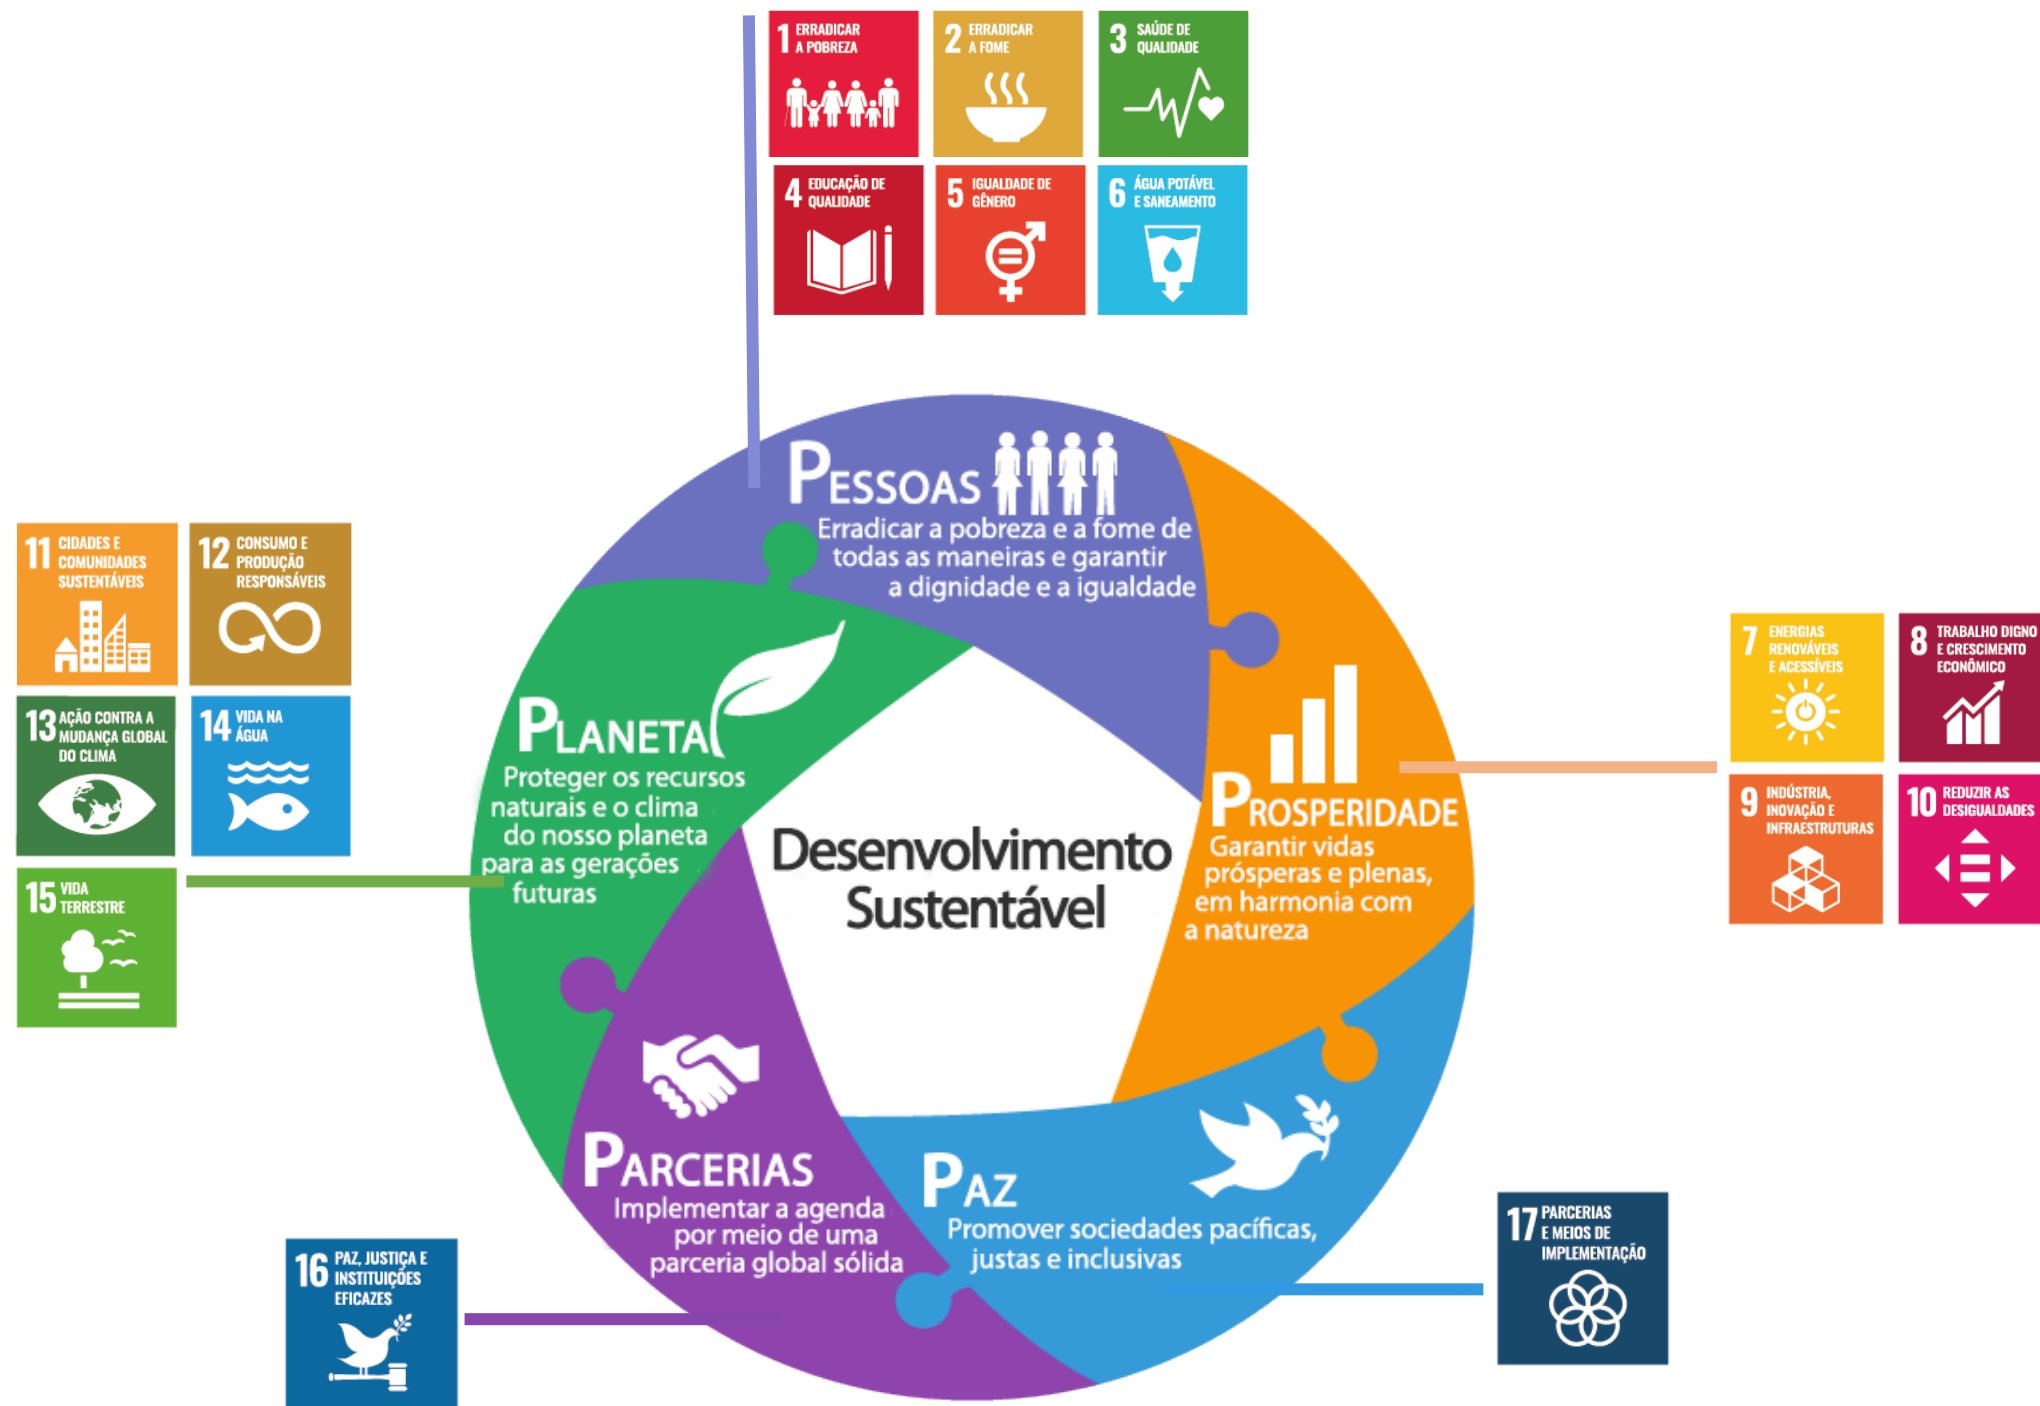 1 ERRADICAR
A POBREZA
2 ERRADICAR
A FOME
3 SAÚDE DE
QUALIDADE
4 EDUCAÇÃO DE
QUALIDADE
5 IGUALDADE DE
GÊNERO
6 ÁGUA POTÁVEL
E SANEAMENTO
PESSOAS
Erradicar a pobreza e a fome de
todas as maneiras e garantir
a dignidade e a igualdade
11 CIDADES E
COMUNIDADES
SUSTENTÁVEIS
12 CONSUMO E
PRODUÇÃO
RESPONSÁVEIS
13 AÇÃO CONTRA A
MUDANÇA GLOBAL
DO CLIMA
14 VIDA NA
ÁGUA
15 VIDA
TERRESTRE
PLANETA
Proteger os recursos
naturais e o clima
do nosso planeta
para as gerações
futuras
Desenvolvimento
Sustentável
PROSPERIDADE
Garantir vidas
prósperas e plenas,
em harmonia com
a natureza
7 ENERGIAS
RENOVÁVEIS
E ACESSÍVEIS
8 TRABALHO DIGNO
E CRESCIMENTO
ECONÔMICO
9 INDÚSTRIA,
INOVAÇÃO E
INFRAESTRUTURAS
10 REDUZIR AS
DESIGUALDADES
PARCERIAS
Implementar a agenda
por meio de uma
parceria global sólida
PAZ
Promover sociedades pacíficas,
justas e inclusivas
16 PAZ, JUSTIÇA E
INSTITUIÇÕES
EFICAZES
17 PARCERIAS
E MEIOS DE
IMPLEMENTAÇÃO